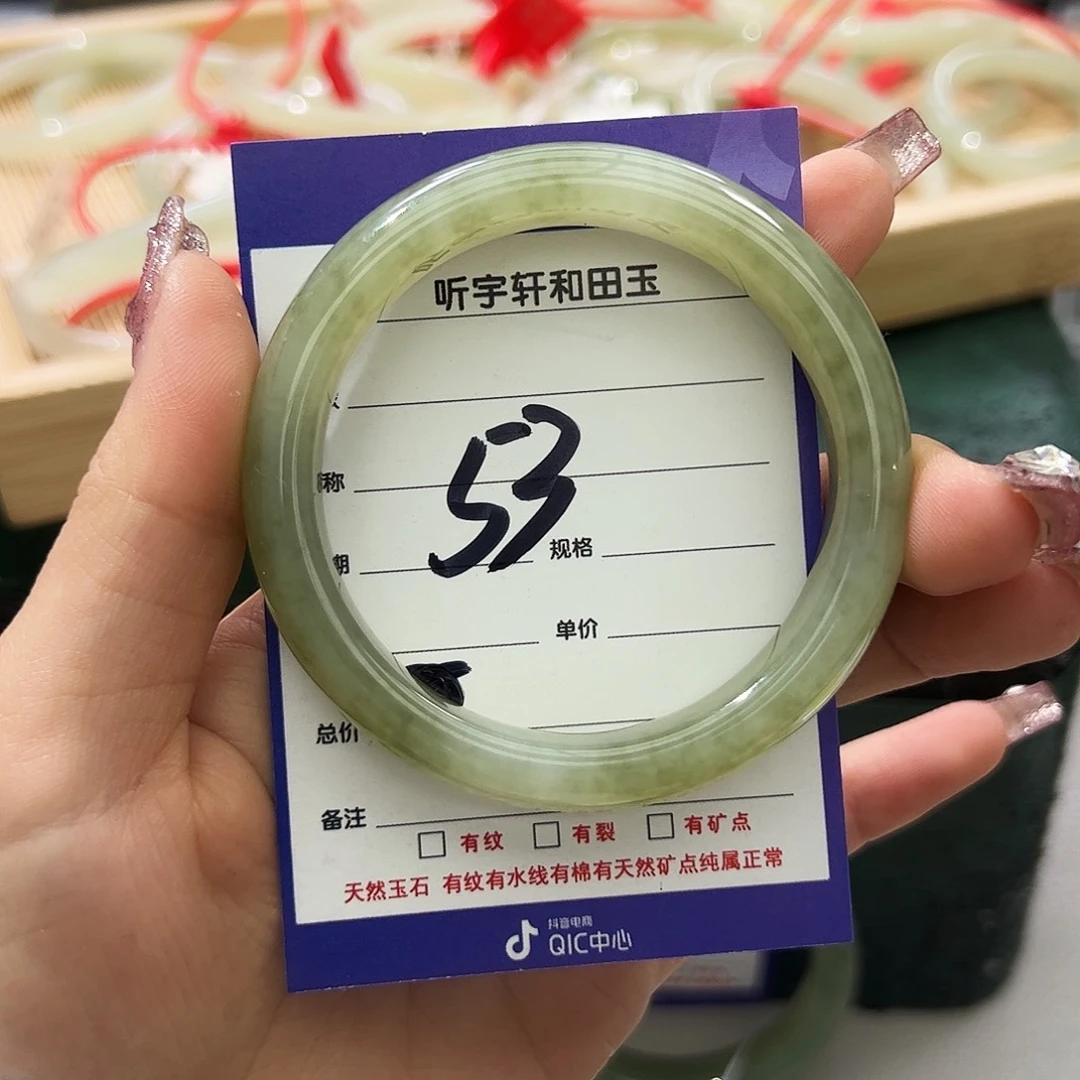 听宇轩和田玉
称
53
期
规格
单价
总价
备注
有纹 有裂 有矿点
天然玉石 有纹有水线有棉有天然矿点纯属正常
抖音电商
QIC中心